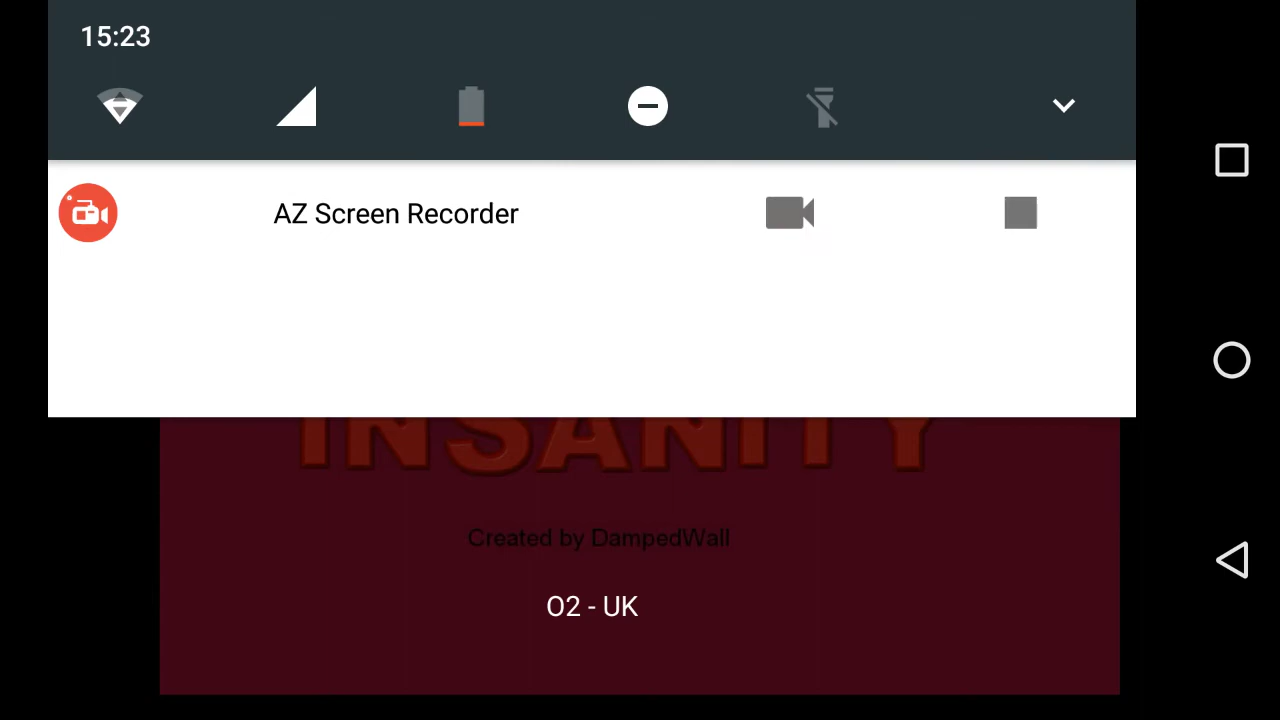 15:23
AZ Screen Recorder
INSANITY
Created by DampedWall
O2 - UK